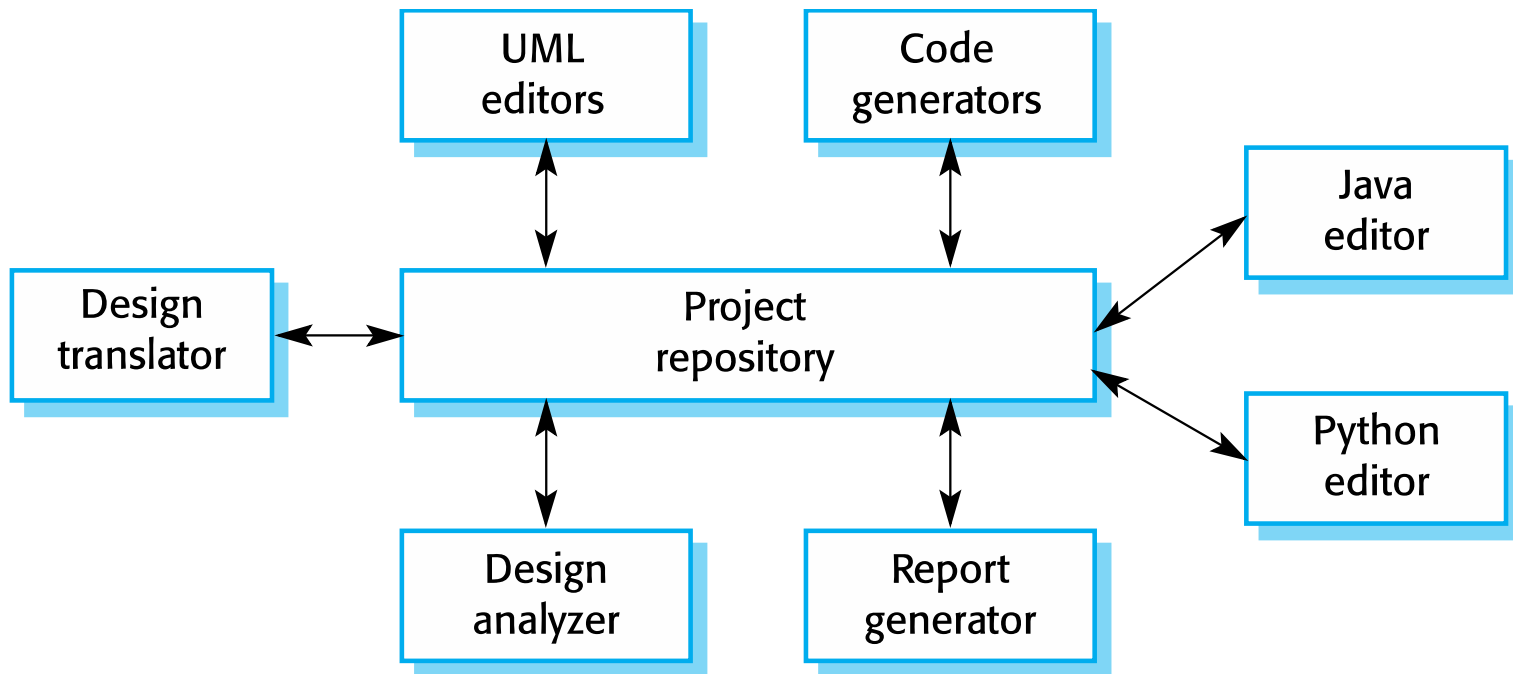 UML
editors
Code
generators
Java
editor
Design
translator
Project
repository
Python
editor
Design
analyzer
Report
generator